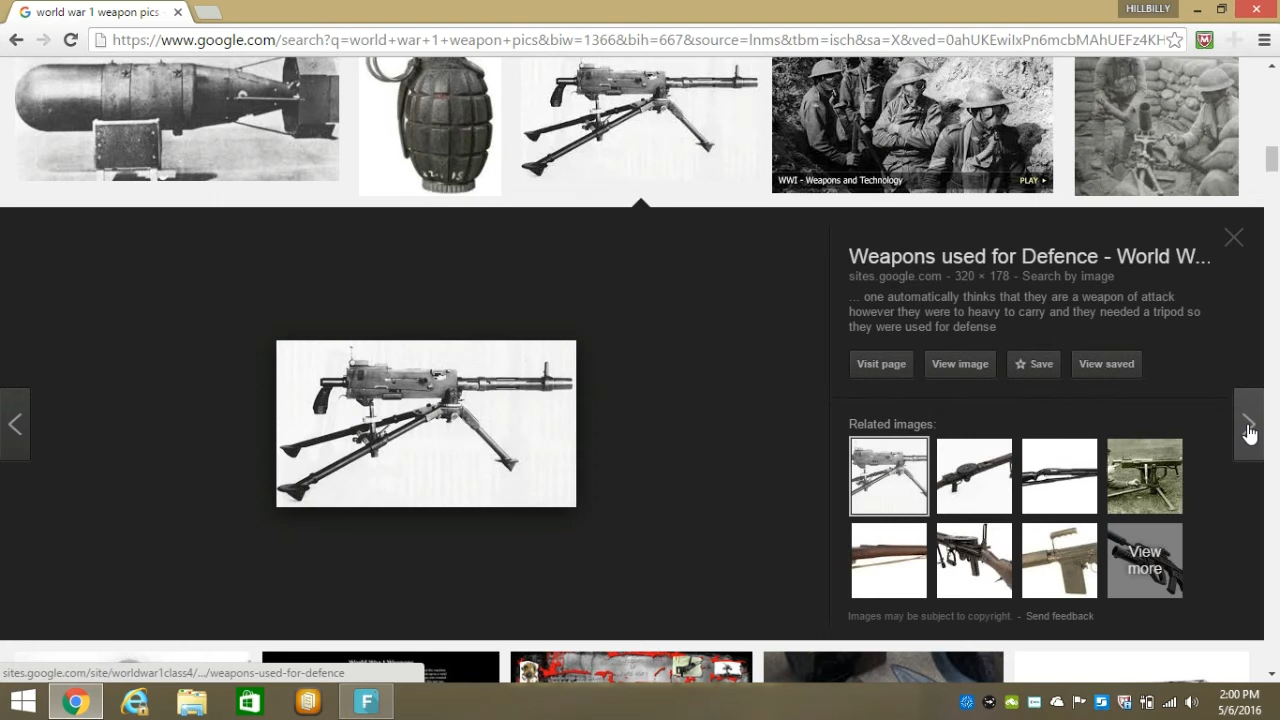 world war 1 weapon pics
HILLBILLY
https://www.google.com/search?q=world+war+1+weapon+pics&biw=1366&bih=667&source=lnms&tbm=isch&sa=X&ved=0ahUKEwiIxPn6mcbMAhUEFz4KH
WWI - Weapons and Technology
PLAY
Weapons used for Defence - World W...
sites.google.com - 320 × 178 - Search by image
... one automatically thinks that they are a weapon of attack
however they were to heavy to carry and they needed a tripod so
they were used for defense
Visit page
View image
Save
View saved
Related images:
View
more
Images may be subject to copyright. - Send feedback
sites.google.com/site/worldwar1class4/.../weapons-used-for-defence
2:00 PM
5/6/2016